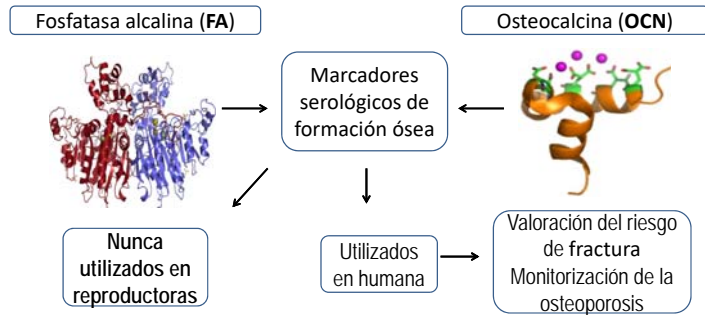 Fosfatasa alcalina (FA)
Osteocalcina (OCN)
Marcadores
serológicos de
formación ósea
Nunca
utilizados en
reproductoras
Utilizados
en humana
Valoración del riesgo
de fractura
Monitorización de la
osteoporosis